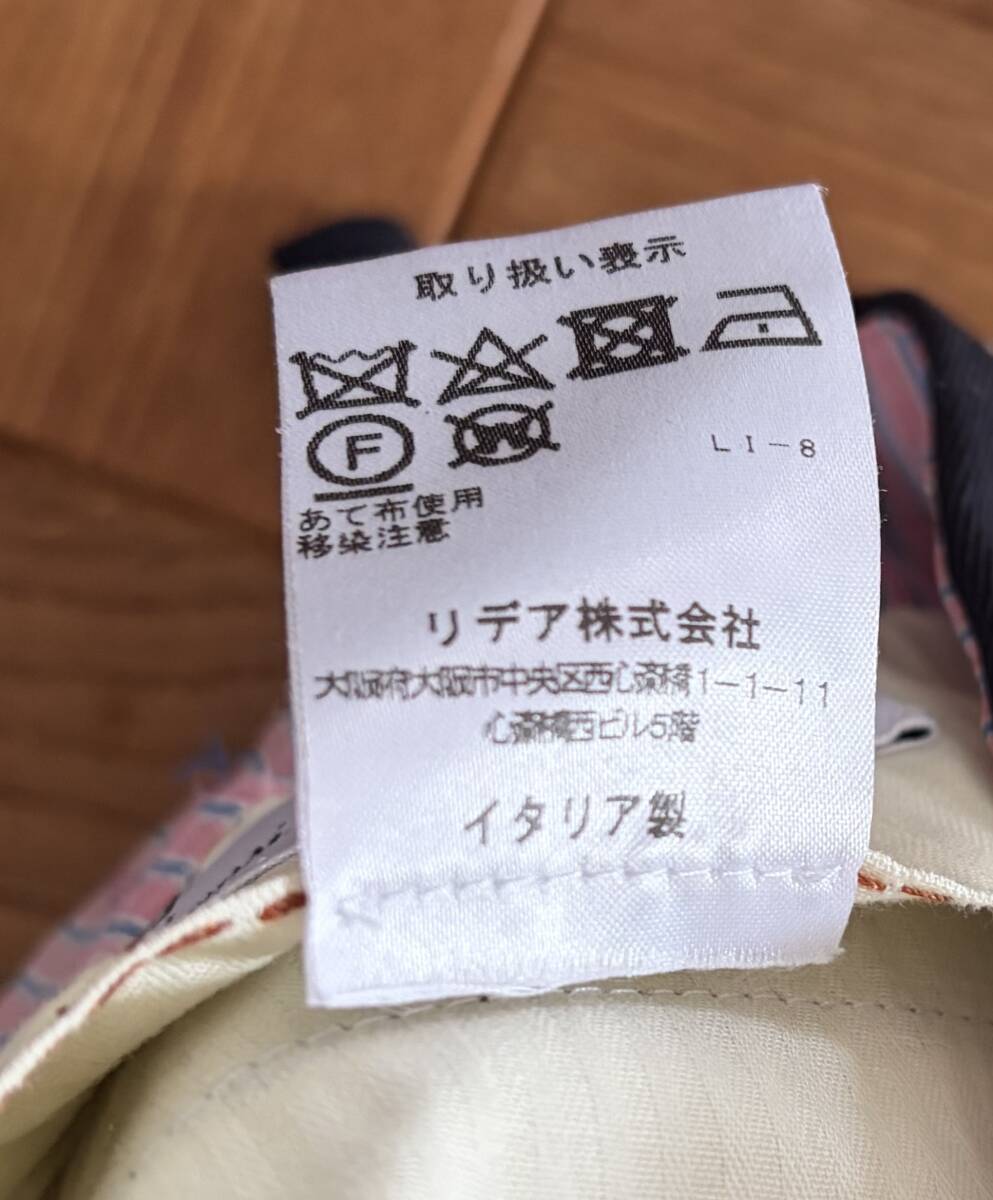 取り扱い表示
F W
LI-8
あて布使用
移染注意
リデア株式会社
大阪府大阪市中央区西心斎橋1-1-11
心斎橋西ビル5階
イタリア製